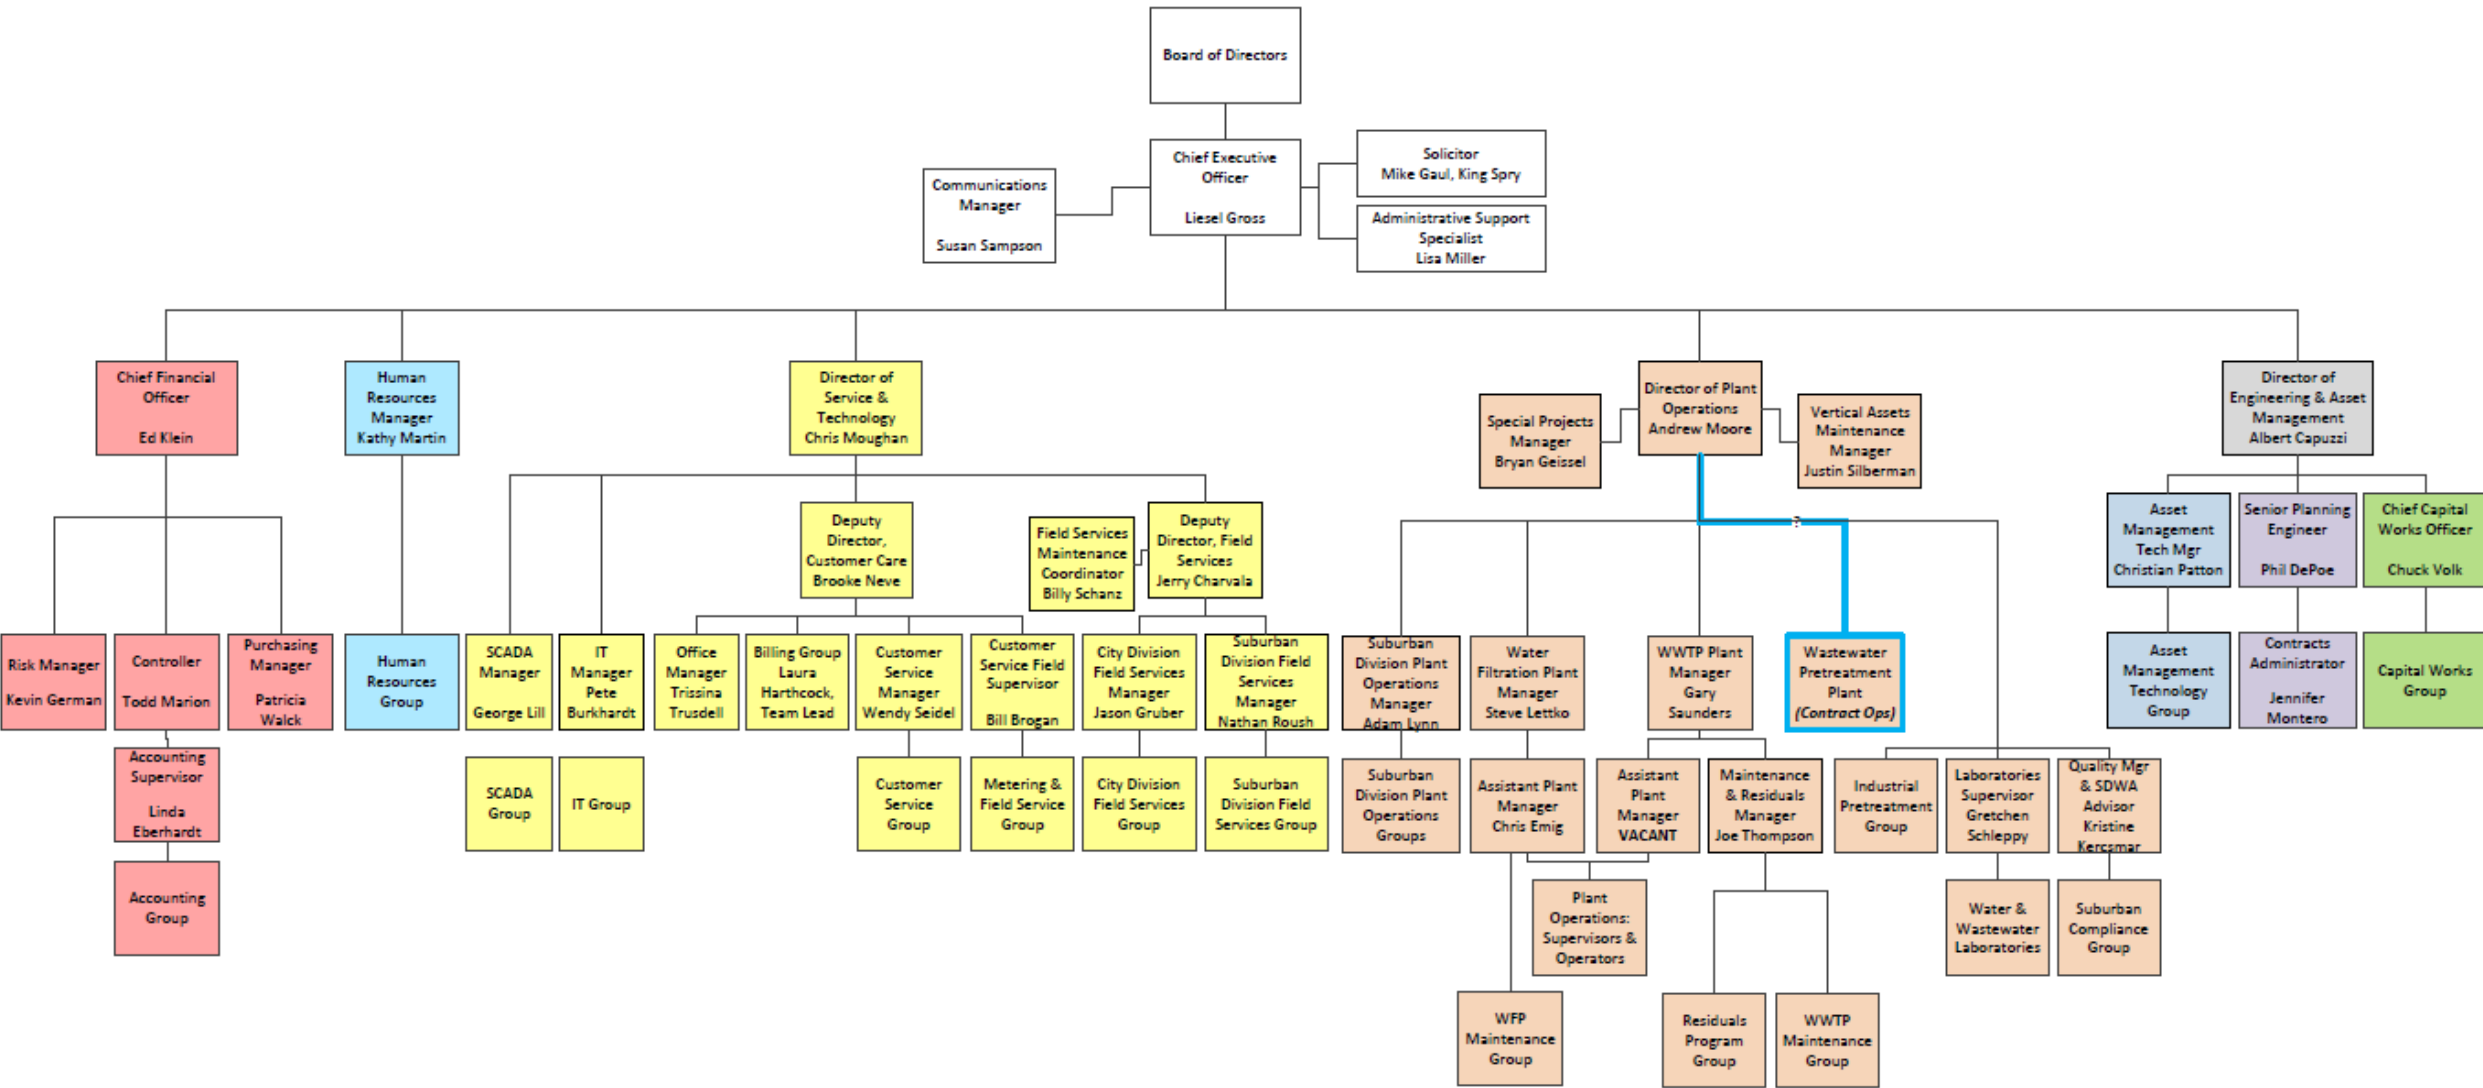 Board of Directors
Chief Executive
Officer
Liesel Gross
Solicitor
Mike Gaul, King Spry
Communications
Manager
Susan Sampson
Administrative Support
Specialist
Lisa Miller
Chief Financial
Officer
Ed Klein
Human
Resources
Manager
Kathy Martin
Director of
Service &
Technology
Chris Moughan
Special Projects
Manager
Bryan Geissel
Director of Plant
Operations
Andrew Moore
Vertical Assets
Maintenance
Manager
Justin Silberman
Director of
Engineering & Asset
Management
Albert Capuzzi
Deputy
Director,
Customer Care
Brooke Neve
Field Services
Maintenance
Coordinator
Billy Schanz
Deputy
Director, Field
Services
Jerry Charvala
?
Asset
Management
Tech Mgr
Christian Patton
Senior Planning
Engineer
Phil DePoe
Chief Capital
Works Officer
Chuck Volk
Risk Manager
Kevin German
Controller
Todd Marion
Purchasing
Manager
Patricia
Walck
Human
Resources
Group
SCADA
Manager
George Lill
IT
Manager
Pete
Burkhardt
Office
Manager
Trissina
Trusdell
Billing Group
Laura
Harthcock,
Team Lead
Customer
Service
Manager
Wendy Seidel
Customer
Service Field
Supervisor
Bill Brogan
City Division
Field Services
Manager
Jason Gruber
Suburban
Division Field
Services
Manager
Nathan Roush
Suburban
Division Plant
Operations
Manager
Adam Lynn
Water
Filtration Plant
Manager
Steve Lettko
WWTP Plant
Manager
Gary
Saunders
Wastewater
Pretreatment
Plant
(Contract Ops)
Asset
Management
Technology
Group
Contracts
Administrator
Jennifer
Montero
Capital Works
Group
Accounting
Supervisor
Linda
Eberhardt
SCADA
Group
IT Group
Customer
Service
Group
Metering &
Field Service
Group
City Division
Field Services
Group
Suburban
Division Field
Services Group
Suburban
Division Plant
Operations
Groups
Assistant Plant
Manager
Chris Emig
Assistant
Plant
Manager
VACANT
Maintenance
& Residuals
Manager
Joe Thompson
Industrial
Pretreatment
Group
Laboratories
Supervisor
Gretchen
Schleppy
Quality Mgr
& SDWA
Advisor
Kristine
Kercsmar
Accounting
Group
Plant
Operations:
Supervisors &
Operators
Water &
Wastewater
Laboratories
Suburban
Compliance
Group
WFP
Maintenance
Group
Residuals
Program
Group
WWTP
Maintenance
Group